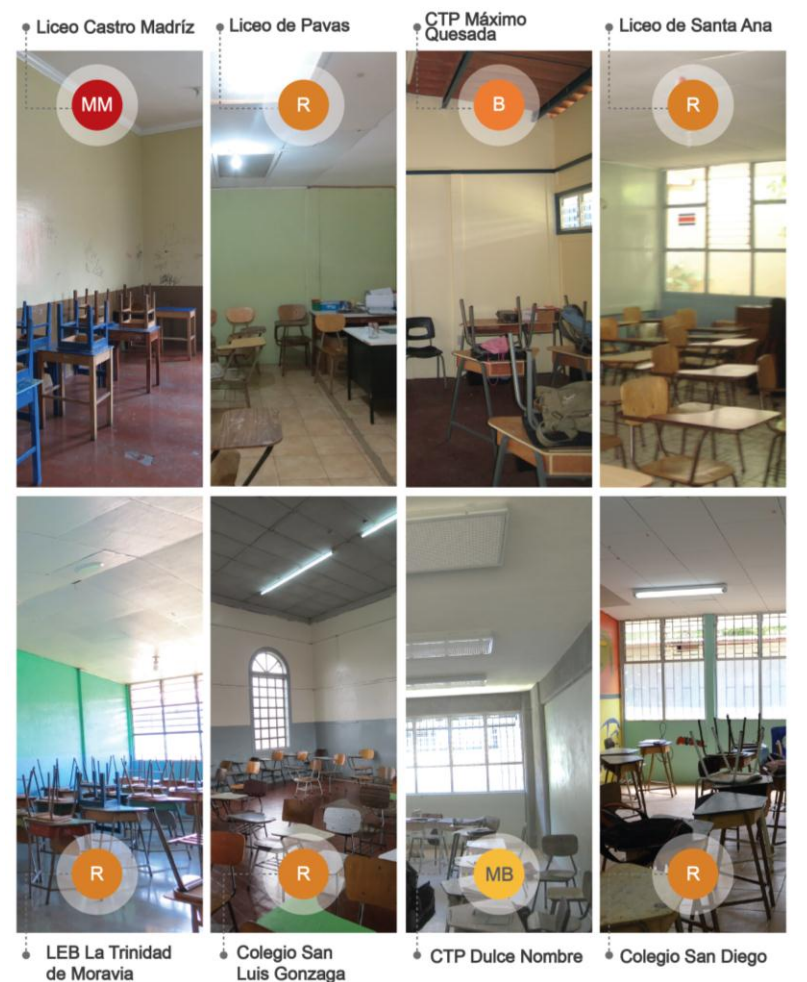 Liceo Castro Madríz
Liceo de Pavas
CTP Máximo
Quesada
Liceo de Santa Ana
MM
R
B
R
R
R
MB
R
LEB La Trinidad
de Moravia
Colegio San
Luis Gonzaga
CTP Dulce Nombre
Colegio San Diego